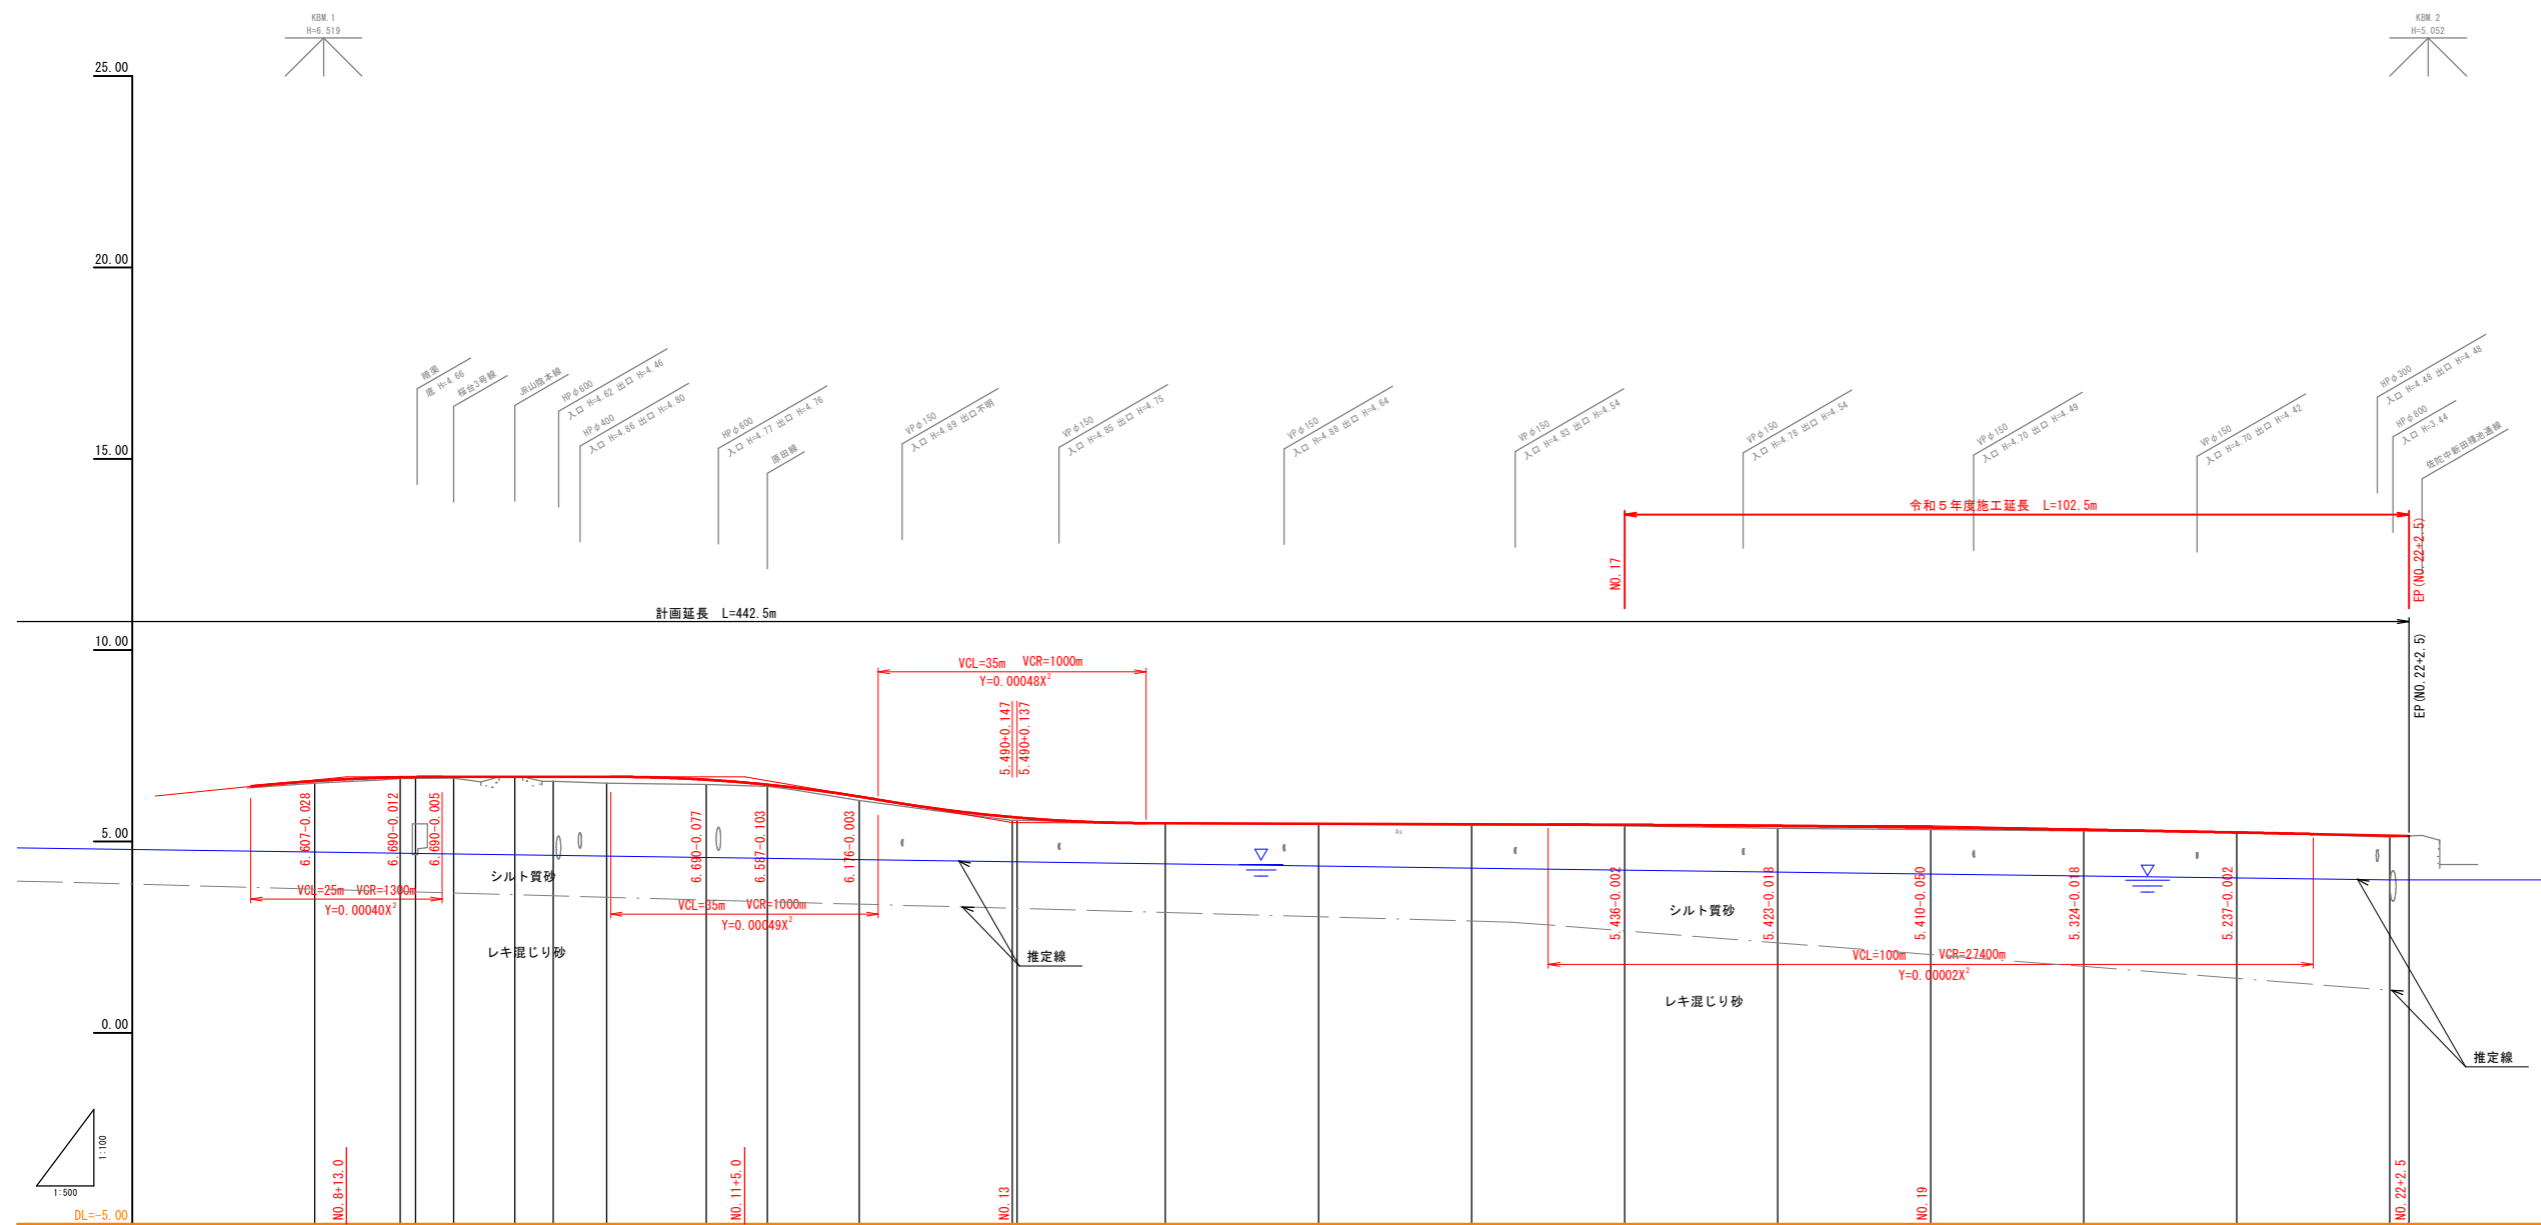 KBM.1
H=6.519
KBM.2
H=5.052
25.00
20.00
15.00
10.00
5.00
0.00
DL=-5.00
暗渠
底 H=4.66
桜台3号線
JR山陰本線
HPφ600
入口 H=4.62 出口 H=4.46
HPφ400
入口 H=4.86 出口 H=4.80
HPφ600
入口 H=4.77 出口 H=4.76
原田線
VPφ150
入口 H=4.89 出口不明
VPφ150
入口 H=4.85 出口 H=4.75
VPφ150
入口 H=4.88 出口 H=4.64
VPφ150
入口 H=4.83 出口 H=4.54
VPφ150
入口 H=4.78 出口 H=4.54
VPφ150
入口 H=4.70 出口 H=4.49
VPφ150
入口 H=4.70 出口 H=4.42
HPφ300
入口 H=4.48 出口 H=4.48
HPφ800
入口 H=3.44
佐陀中新田種池通線
令和5年度施工延長 L=102.5m
NO.17
EP(NO.22+2.5)
計画延長 L=442.5m
EP(NO.22+2.5)
VCL=35m VCR=1000m
Y=0.00048X²
5.490+0.147
5.490+0.137
6.607-0.028
6.690-0.012
6.690-0.005
6.690-0.077
6.587-0.103
6.176-0.003
5.436-0.002
5.423-0.018
5.410-0.050
5.324-0.018
5.237-0.002
As
シルト質砂
VCL=25m VCR=1300m
Y=0.00040X²
VCL=35m VCR=1000m
Y=0.00049X²
シルト質砂
レキ混じり砂
推定線
VCL=100m VCR=27400m
Y=0.00002X²
レキ混じり砂
推定線
1:100
1:500
NO.8+13.0
NO.11+5.0
NO.13
NO.19
NO.22+2.5